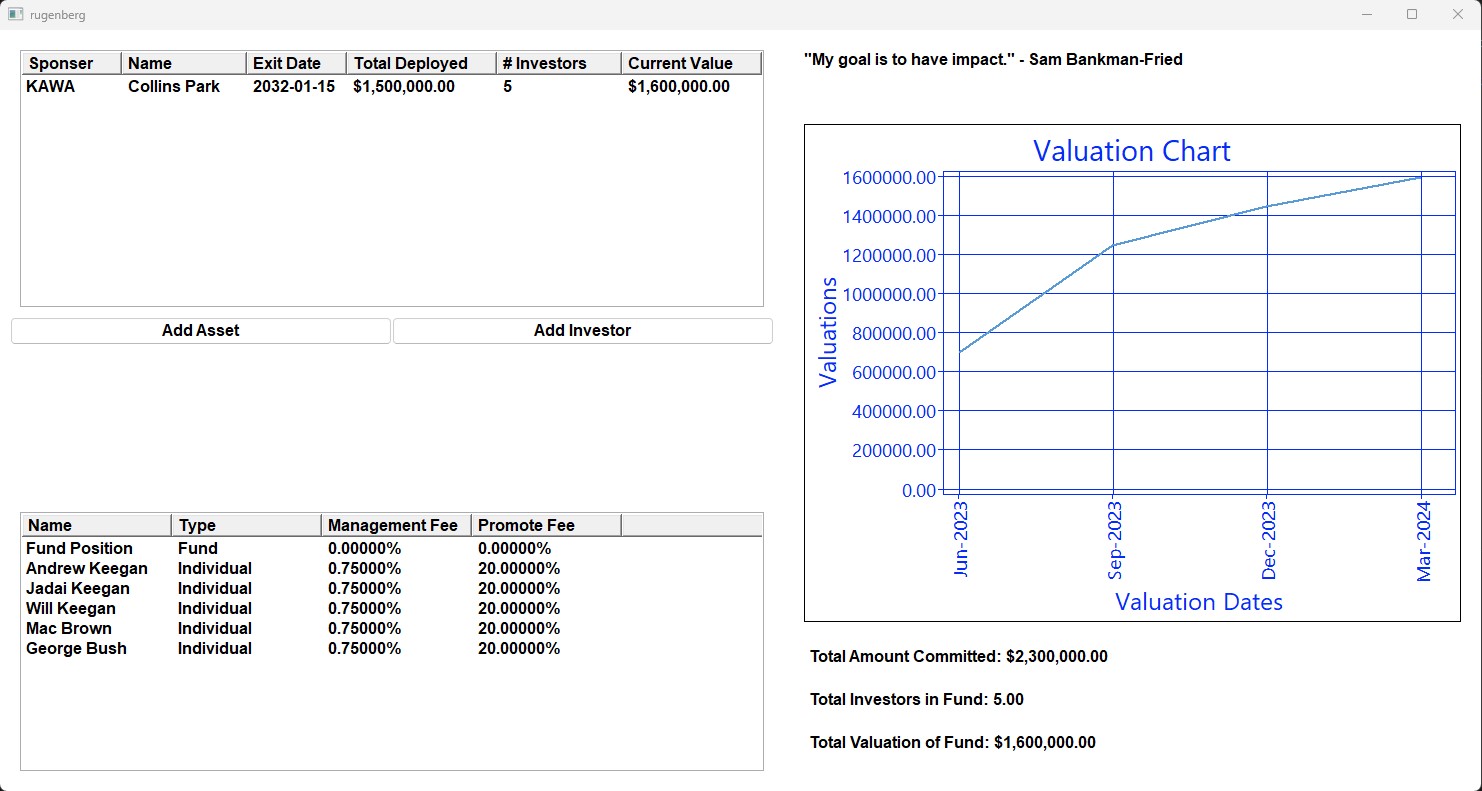 rugenberg
Sponser Name Exit Date Total Deployed # Investors Current Value
KAWA Collins Park 2032-01-15 $1,500,000.00 5 $1,600,000.00
Add Asset Add Investor
Name Type Management Fee Promote Fee
Fund Position Fund 0.00000% 0.00000%
Andrew Keegan Individual 0.75000% 20.00000%
Jadai Keegan Individual 0.75000% 20.00000%
Will Keegan Individual 0.75000% 20.00000%
Mac Brown Individual 0.75000% 20.00000%
George Bush Individual 0.75000% 20.00000%
"My goal is to have impact." - Sam Bankman-Fried
Valuation Chart
Valuations
1600000.00
1400000.00
1200000.00
1000000.00
800000.00
600000.00
400000.00
200000.00
0.00
Jun-2023 Sep-2023 Dec-2023 Mar-2024
Valuation Dates
Total Amount Committed: $2,300,000.00
Total Investors in Fund: 5.00
Total Valuation of Fund: $1,600,000.00